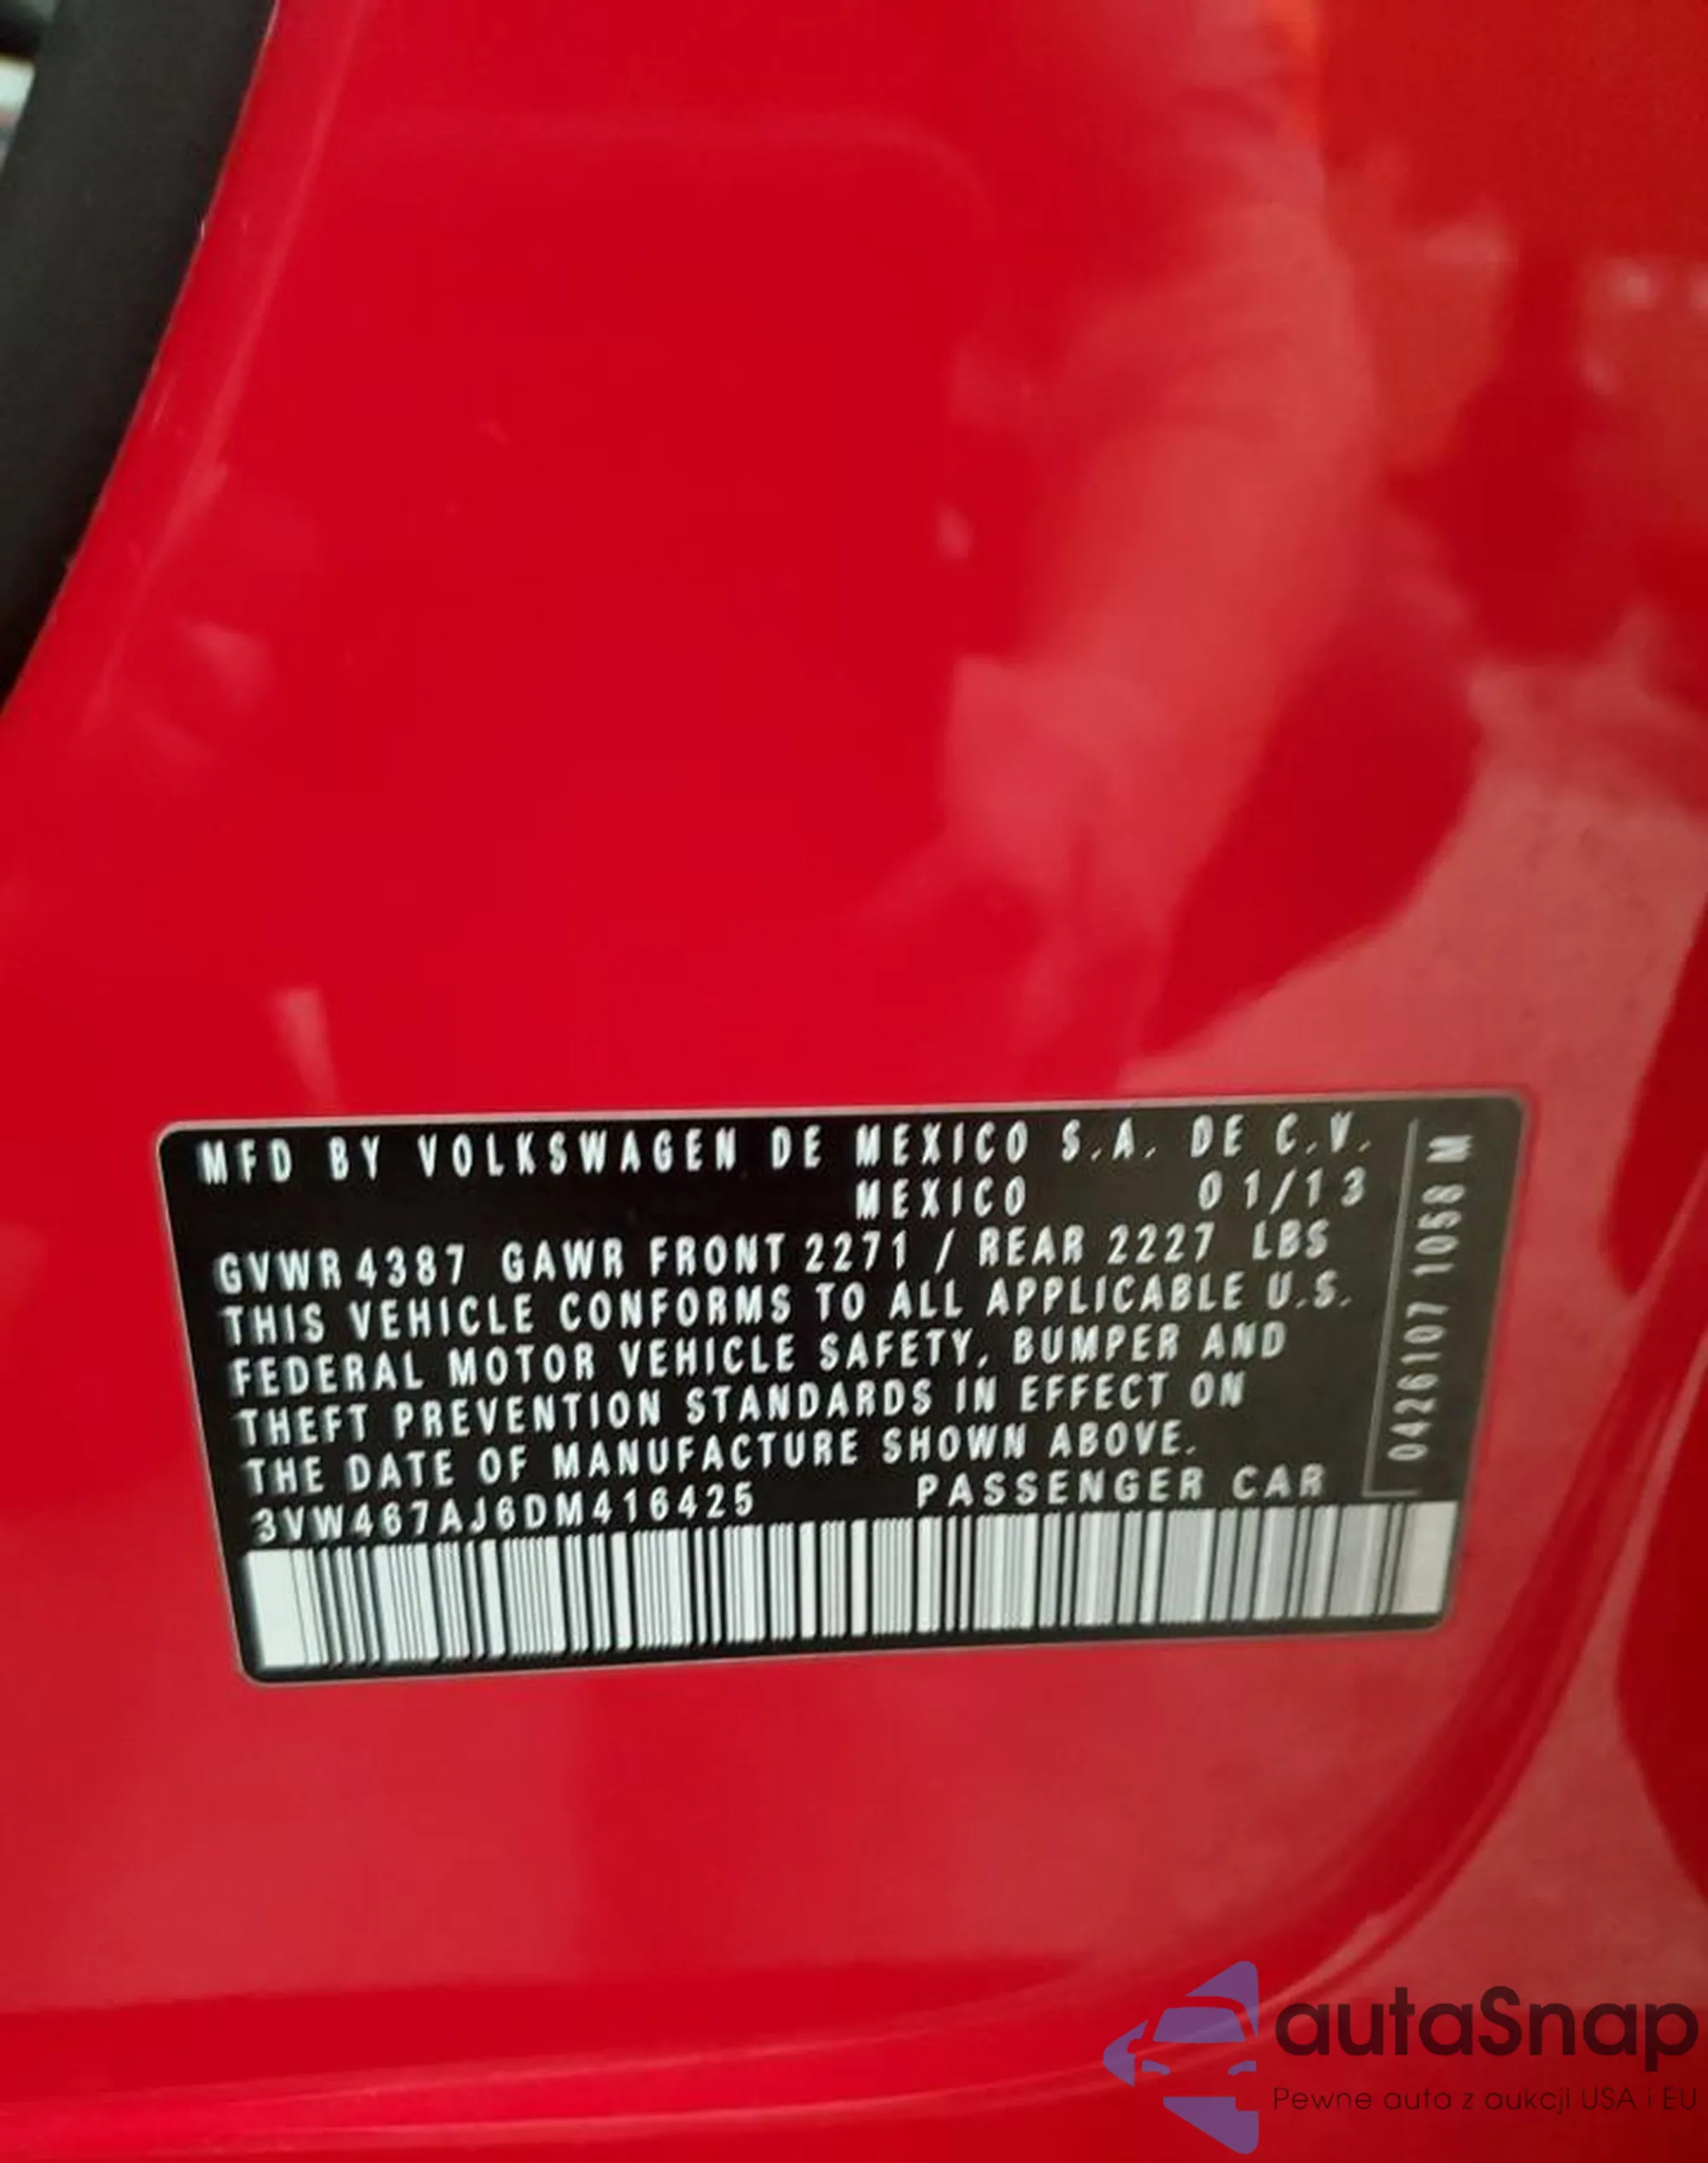 MFD BY VOLKSWAGEN DE MEXICO S.A. DE C.V.
MEXICO 01/13
GVWR 4387 GAWR FRONT 2271 / REAR 2227 LBS
THIS VEHICLE CONFORMS TO ALL APPLICABLE U.S.
FEDERAL MOTOR VEHICLE SAFETY, BUMPER AND
THEFT PREVENTION STANDARDS IN EFFECT ON
THE DATE OF MANUFACTURE SHOWN ABOVE.
3VW467AJ6DM416425 PASSENGER CAR
0426107 1058 M
autaSnap
Pewne auta z aukcji USA i EU